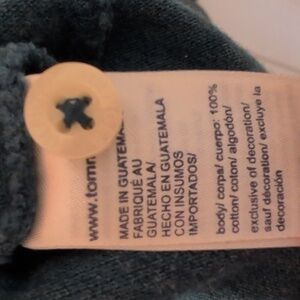 www.tomm
MADE IN GUATEMA
FABRIQUÉ AU
GUATEMALA/
HECHO EN GUATEMALA
CON INSUMOS
IMPORTADOS/
body/ corps/ cuerpo: 100%
cotton/ coton/ algodón/
exclusive of decoration/
sauf décoration/ excluye la
decoración